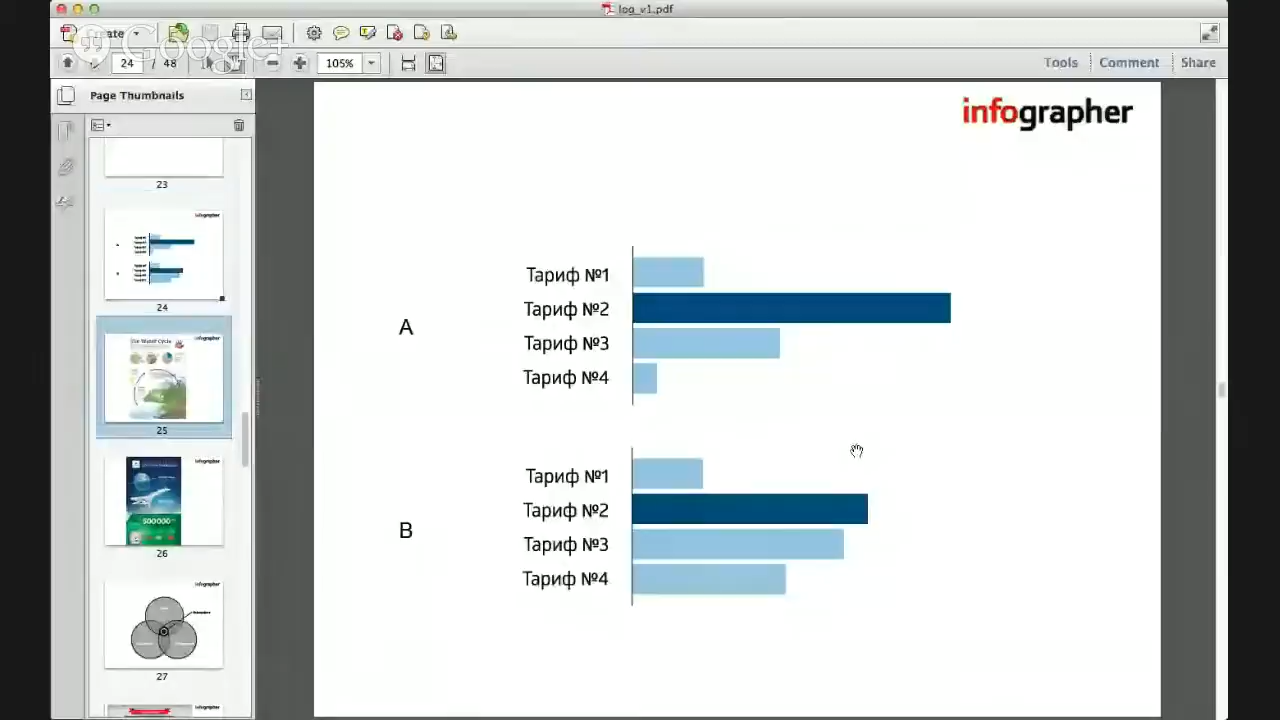 log_v1.pdf
Google+
24 / 48
105%
Tools
Comment
Share
Page Thumbnails
23
24
25
26
27
infographer
A
Тариф №1
Тариф №2
Тариф №3
Тариф №4
B
Тариф №1
Тариф №2
Тариф №3
Тариф №4